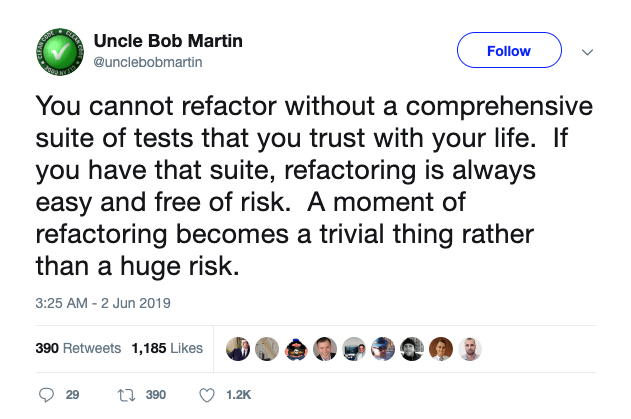 Uncle Bob Martin
@unclebobmartin
Follow
You cannot refactor without a comprehensive
suite of tests that you trust with your life.  If
you have that suite, refactoring is always
easy and free of risk.  A moment of
refactoring becomes a trivial thing rather
than a huge risk.
3:25 AM - 2 Jun 2019
390 Retweets 1,185 Likes
29 390 1.2K